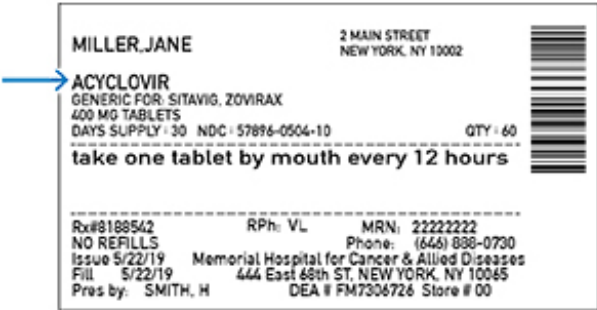 MILLER,JANE
2 MAIN STREET
NEW YORK, NY 10002
ACYCLOVIR
GENERIC FOR: SITAVIG, ZOVIRAX
400 MG TABLETS
DAYS SUPPLY: 30 NDC: 57896-0504-10 QTY: 60
take one tablet by mouth every 12 hours
Rx#8188542 RPh: VL MRN: 22222222
NO REFILLS Phone: (646) 888-0730
Issue 5/22/19 Memorial Hospital for Cancer & Allied Diseases
Fill 5/22/19 444 East 68th ST, NEW YORK, NY 10065
Pres by: SMITH, H DEA # FM7306726 Store # 00